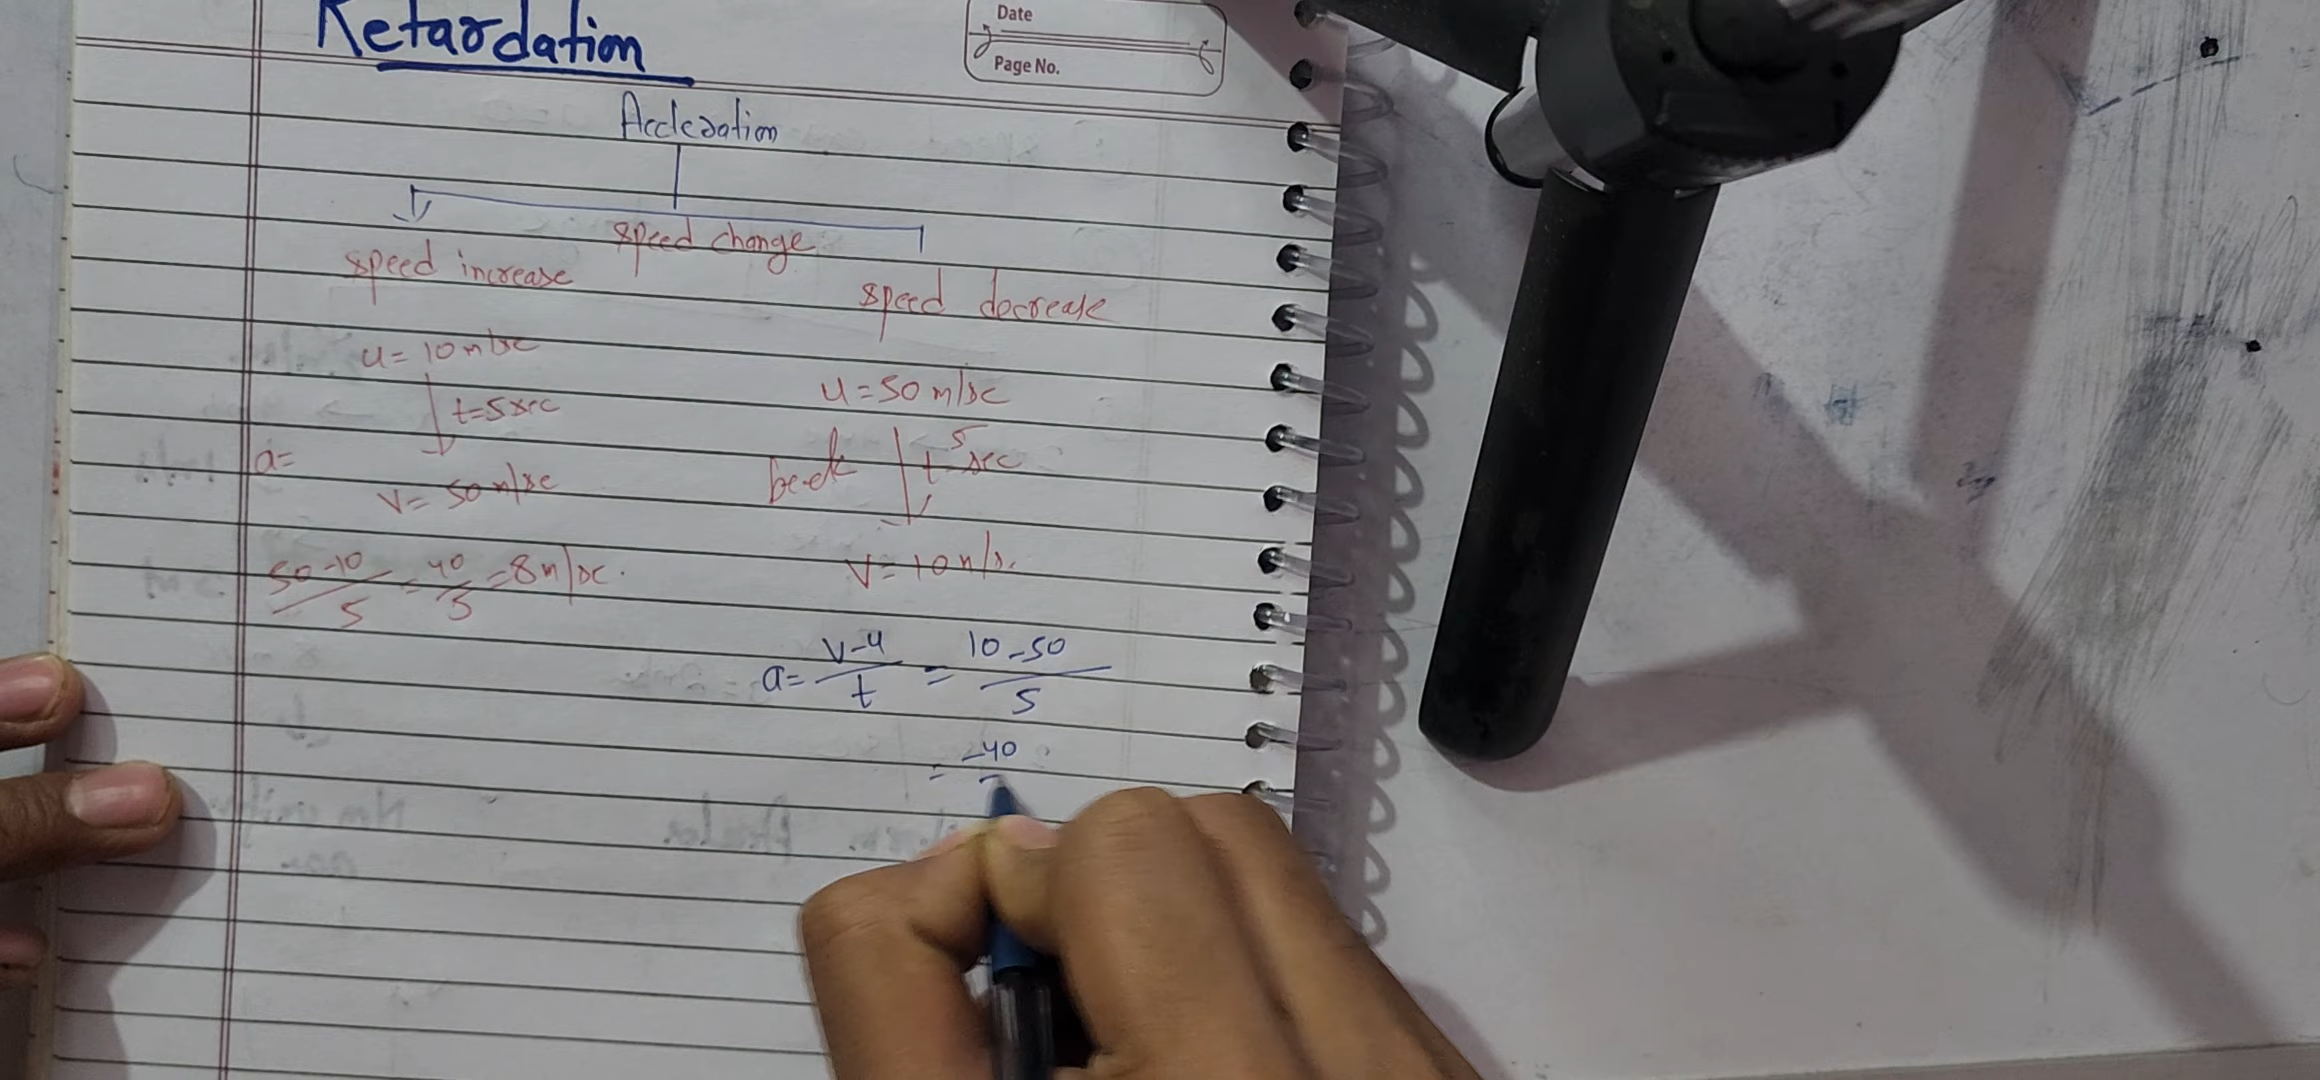 Retardation
Date
Page No.
Accleration
speed change
speed increase
speed decrease
u = 10 m/sec
t = 5 sec
a =
v = 50 m/sec
50-10/5 = 40/5 = 8 m/sec.
u = 50 m/sec
t 5 sec
v = 10 m/s.
a = v-u/t = 10-50/5
= -40